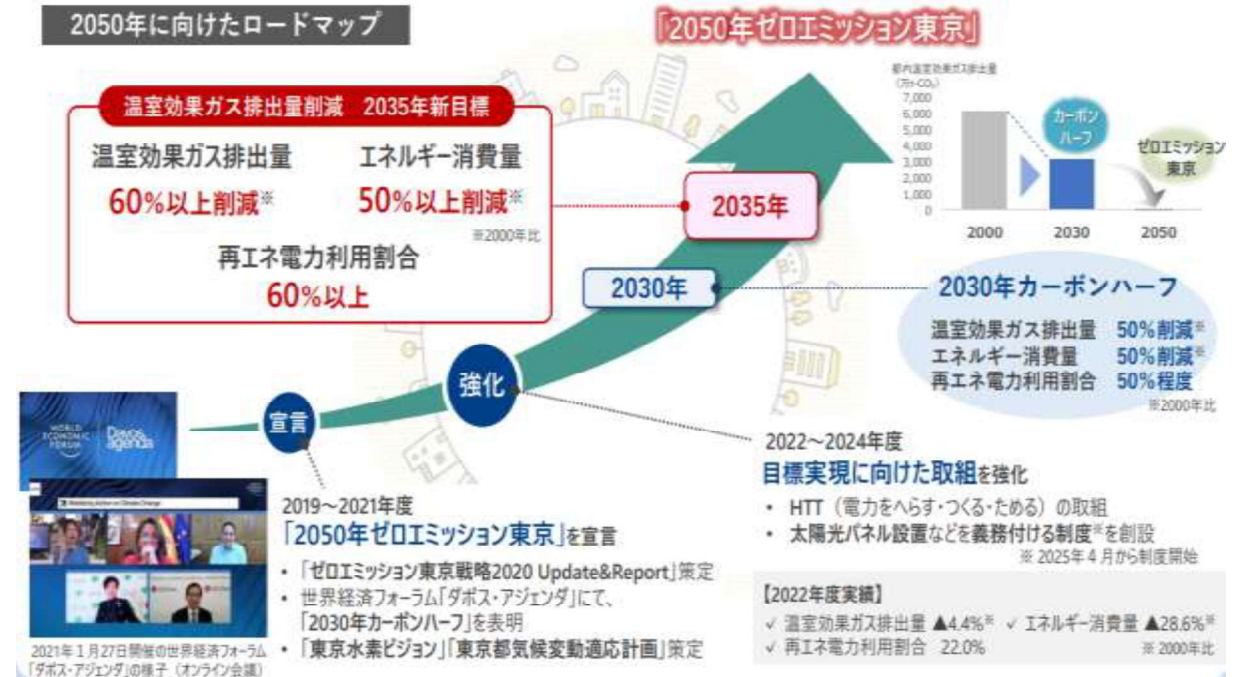 2050年に向けたロードマップ
「2050年ゼロエミッション東京」
温室効果ガス排出量削減 2035年新目標
温室効果ガス排出量
60%以上削減※
エネルギー消費量
50%以上削減※
※2000年比
再エネ電力利用割合
60%以上
2035年
2030年
強化
宣言
都内温室効果ガス排出量
(万t-CO₂)
7,000
6,000
5,000
4,000
3,000
2,000
1,000
0
カーボン
ハーフ
ゼロエミッション
東京
2000
2030
2050
2030年カーボンハーフ
温室効果ガス排出量 50%削減※
エネルギー消費量 50%削減※
再エネ電力利用割合 50%程度
※2000年比
WORLD
ECONOMIC
FORUM
Davos
agenda
2021年1月27日開催の世界経済フォーラム
「ダボス・アジェンダ」の様子（オンライン会議）
2019～2021年度
「2050年ゼロエミッション東京」を宣言
・「ゼロエミッション東京戦略2020 Update&Report」策定
・世界経済フォーラム「ダボス・アジェンダ」にて、
「2030年カーボンハーフ」を表明
・「東京水素ビジョン」「東京都気候変動適応計画」策定
2022～2024年度
目標実現に向けた取組を強化
・HTT（電力をへらす・つくる・ためる）の取組
・太陽光パネル設置などを義務付ける制度※を創設
※ 2025年4月から制度開始
【2022年度実績】
✓ 温室効果ガス排出量 ▲4.4%※ ✓ エネルギー消費量 ▲28.6%※
✓ 再エネ電力利用割合 22.0%
※ 2000年比